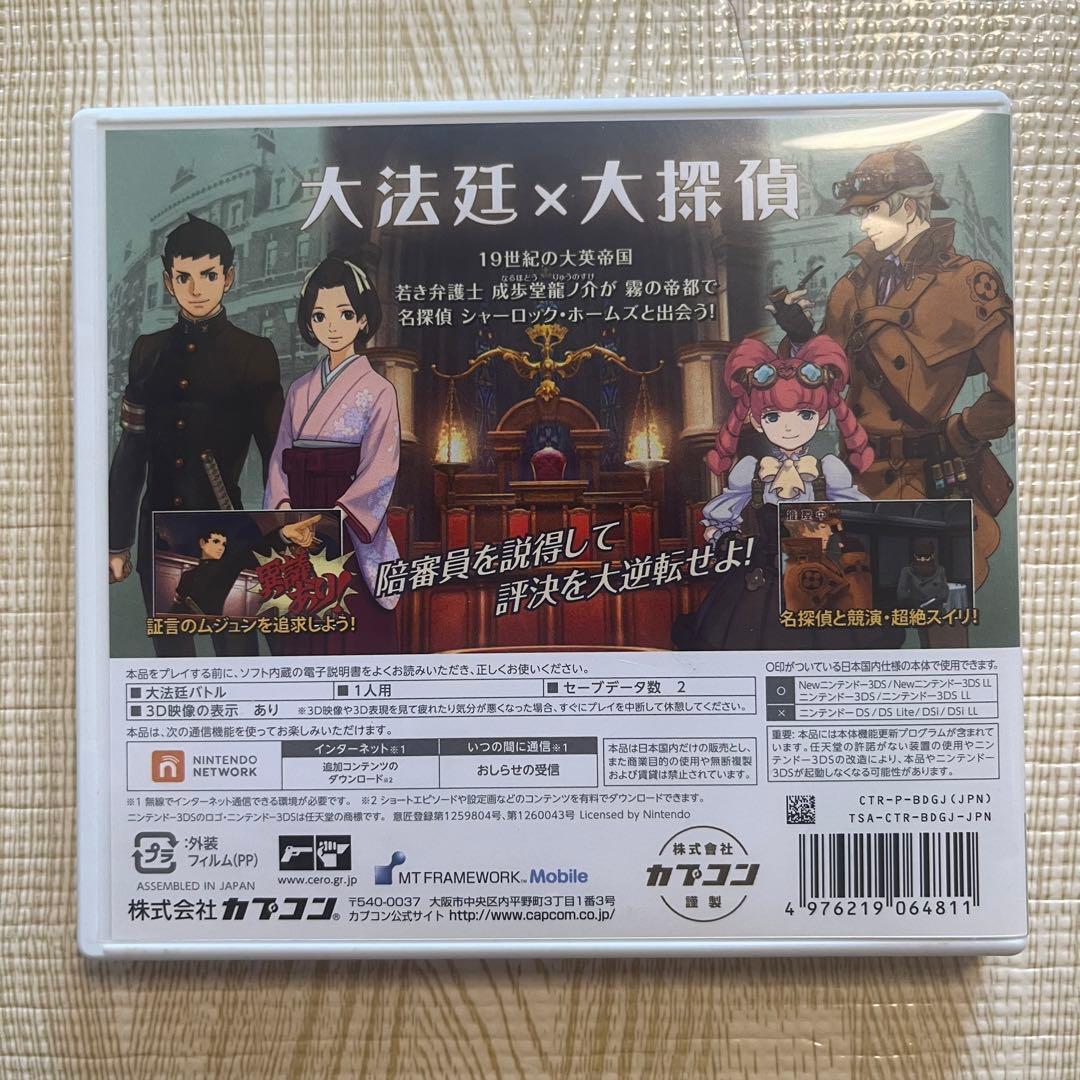 大法廷×大探偵
19世紀の大英帝国
なるほどう りゅうのすけ
若き弁護士 成歩堂龍ノ介が 霧の帝都で
名探偵 シャーロック・ホームズと出会う!
異議あり!
証言のムジュンを追求しよう!
陪審員を説得して
評決を大逆転せよ!
推理中
名探偵と競演・超絶スイリ!
本品をプレイする前に、ソフト内蔵の電子説明書をよくお読みいただき、正しくお使いください。
■大法廷バトル ■1人用 ■セーブデータ数 2
■3D映像の表示 あり ※3D映像や3D表現を見て疲れたり気分が悪くなった場合、すぐにプレイを中断して休憩してください。
本品は、次の通信機能を使ってお楽しみいただけます。
NINTENDO
NETWORK
インターネット※1
追加コンテンツの
ダウンロード※2
いつの間に通信※1
おしらせの受信
本品は日本国内だけの販売とし、
また商業目的の使用や無断複製
および賃貸は禁止されています。
※1 無線でインターネット通信できる環境が必要です。 ※2 ショートエピソードや設定画などのコンテンツを有料でダウンロードできます。
ニンテンドー3DSのロゴ・ニンテンドー3DSは任天堂の商標です。 意匠登録第1259804号、第1260043号 Licensed by Nintendo
○印がついている日本国内仕様の本体で使用できます。
○ Newニンテンドー3DS/Newニンテンドー3DS LL
ニンテンドー3DS/ニンテンドー3DS LL
× ニンテンドーDS/DS Lite/DSi/DSi LL
重要: 本品には本体機能更新プログラムが含まれて
います。任天堂の許諾がない装置の使用やニン
テンドー3DSの改造により、本品やニンテンドー
3DSが起動しなくなる可能性があります。
CTR-P-BDGJ(JPN)
TSA-CTR-BDGJ-JPN
プラ
:外装
フィルム(PP)
ASSEMBLED IN JAPAN
www.cero.gr.jp
MT FRAMEWORK™ Mobile
株式會社
カプコン
謹製
4 976219 064811
株式会社カプコン®
〒540-0037 大阪市中央区内平野町3丁目1番3号
カプコン公式サイト http://www.capcom.co.jp/